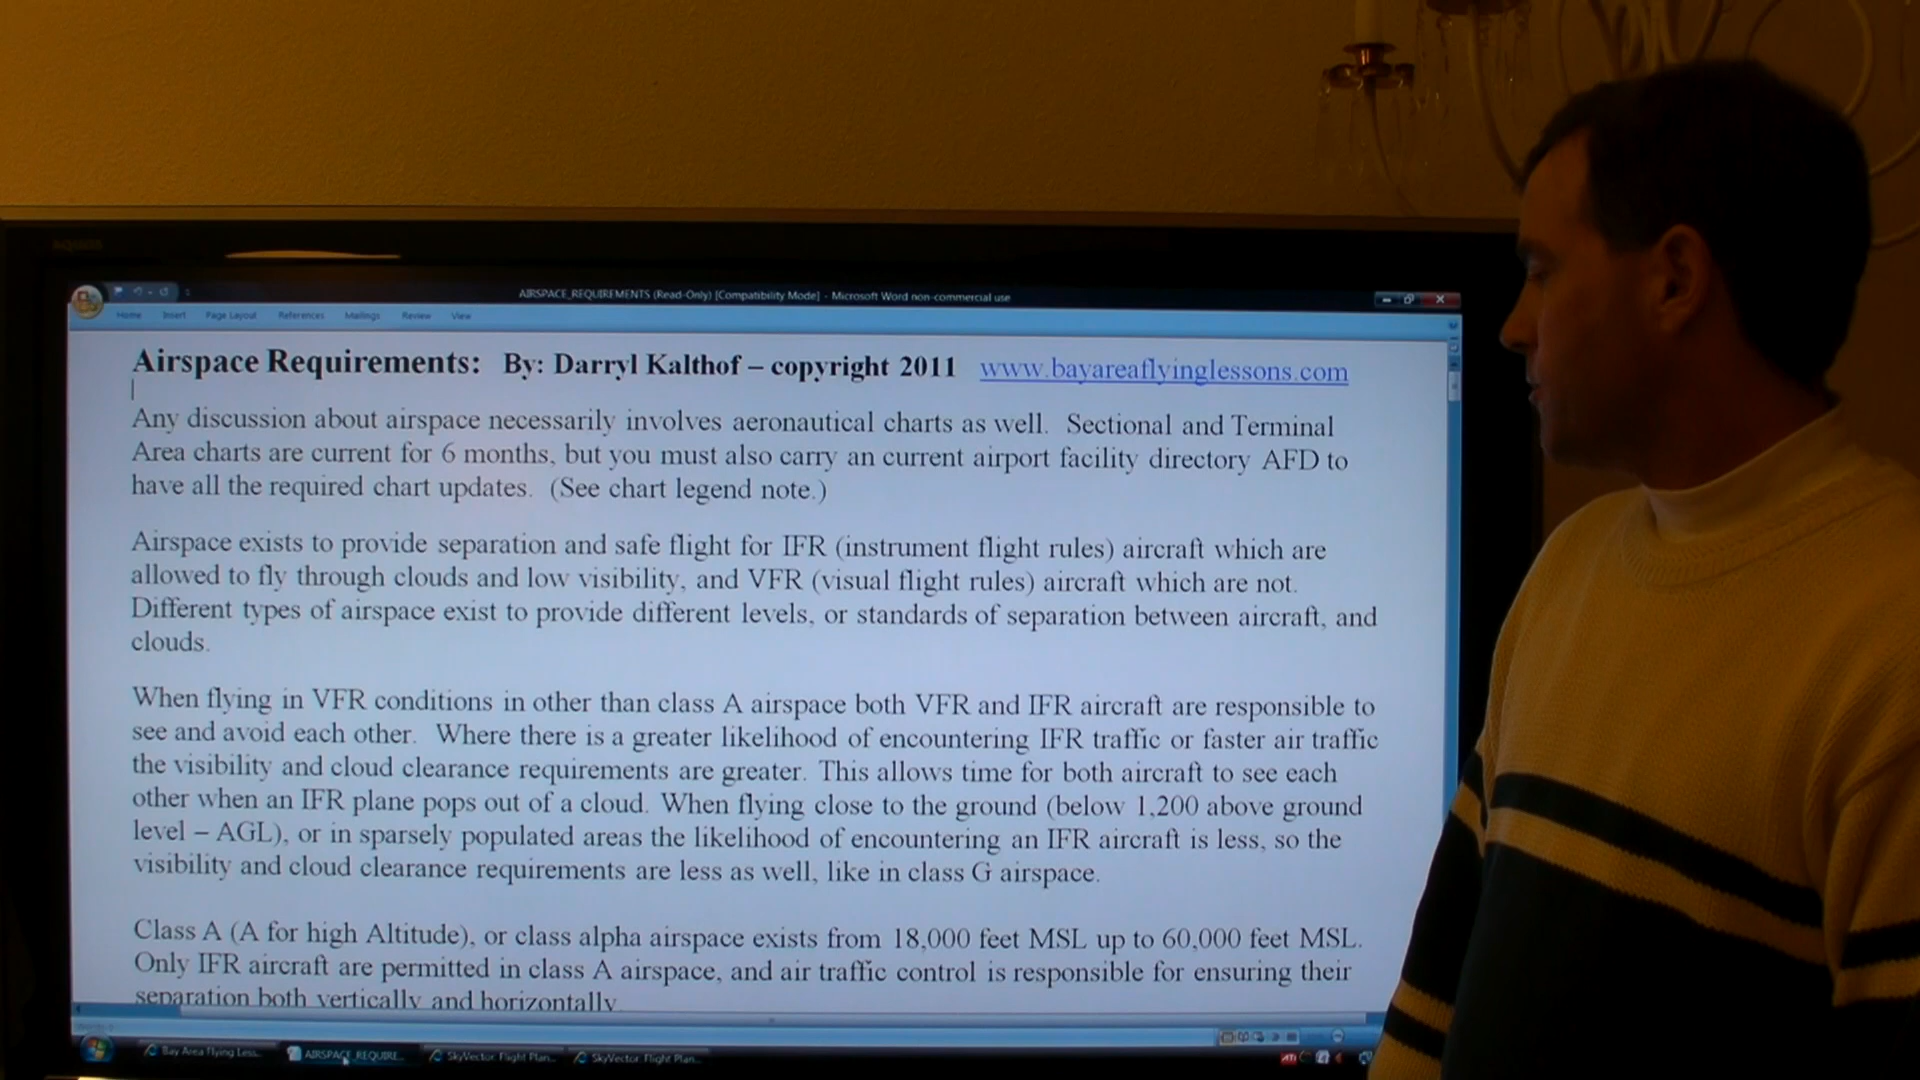 AQUOS
AIRSPACE_REQUIREMENTS (Read-Only) [Compatibility Mode] - Microsoft Word non-commercial use
Home Insert Page Layout References Mailings Review View
Airspace Requirements: By: Darryl Kalthof – copyright 2011 www.bayareaflyinglessons.com
Any discussion about airspace necessarily involves aeronautical charts as well. Sectional and Terminal
Area charts are current for 6 months, but you must also carry an current airport facility directory AFD to
have all the required chart updates. (See chart legend note.)
Airspace exists to provide separation and safe flight for IFR (instrument flight rules) aircraft which are
allowed to fly through clouds and low visibility, and VFR (visual flight rules) aircraft which are not.
Different types of airspace exist to provide different levels, or standards of separation between aircraft, and
clouds.
When flying in VFR conditions in other than class A airspace both VFR and IFR aircraft are responsible to
see and avoid each other. Where there is a greater likelihood of encountering IFR traffic or faster air traffic
the visibility and cloud clearance requirements are greater. This allows time for both aircraft to see each
other when an IFR plane pops out of a cloud. When flying close to the ground (below 1,200 above ground
level – AGL), or in sparsely populated areas the likelihood of encountering an IFR aircraft is less, so the
visibility and cloud clearance requirements are less as well, like in class G airspace.
Class A (A for high Altitude), or class alpha airspace exists from 18,000 feet MSL up to 60,000 feet MSL.
Only IFR aircraft are permitted in class A airspace, and air traffic control is responsible for ensuring their
separation both vertically and horizontally.
Bay Area Flying Less... AIRSPACE_REQUIRE... SkyVector Flight Plan... SkyVector Flight Plan... ATI